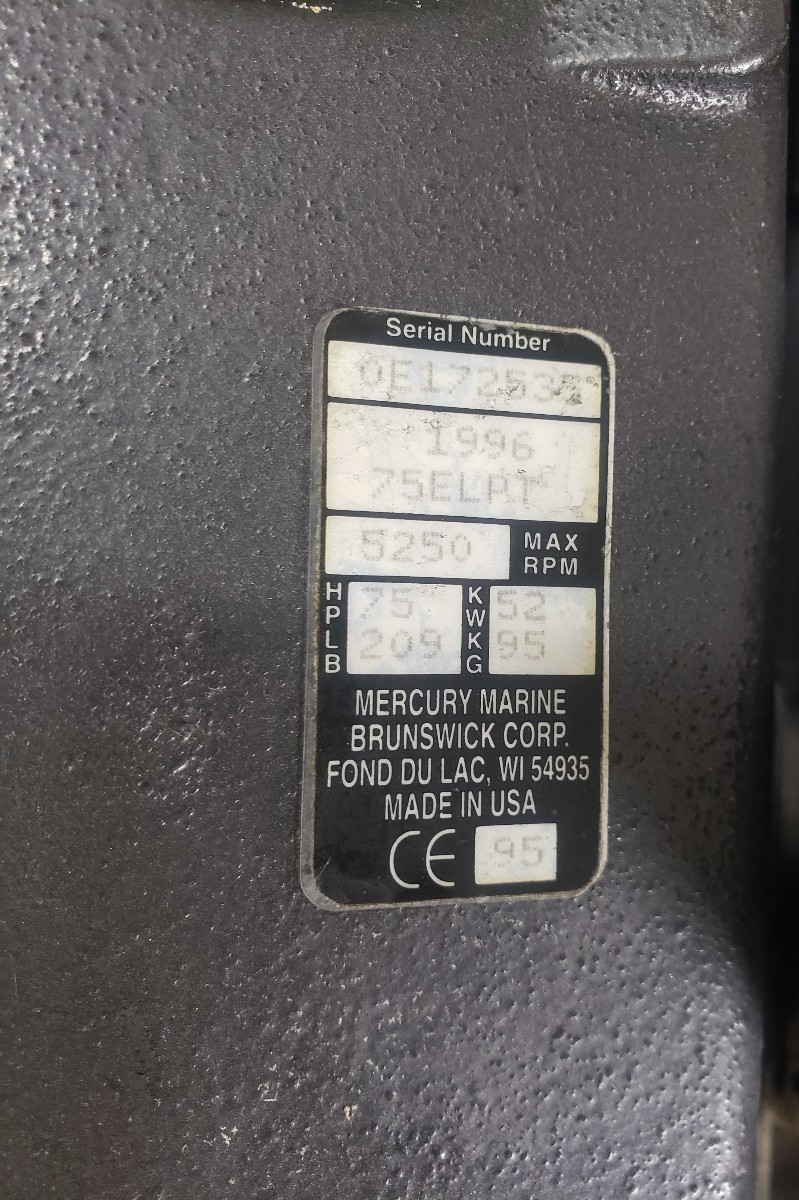 Serial Number
1996
75ELPT
5250 MAX RPM
HP 75 KW 52
LB 209 KG 95
MERCURY MARINE
BRUNSWICK CORP.
FOND DU LAC, WI 54935
MADE IN USA
CE 95